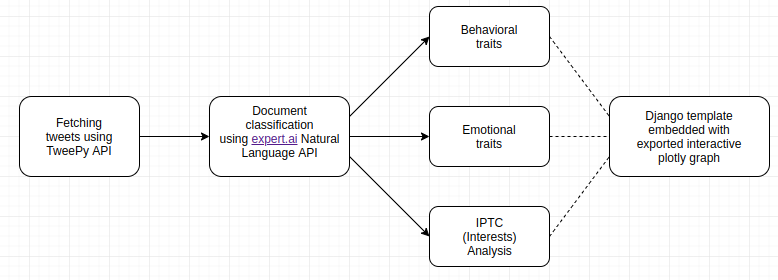 Fetching
tweets using
TweePy API
Document
classification
using expert.ai Natural
Language API
Behavioral
traits
Emotional
traits
IPTC
(Interests)
Analysis
Django template
embedded with
exported interactive
plotly graph